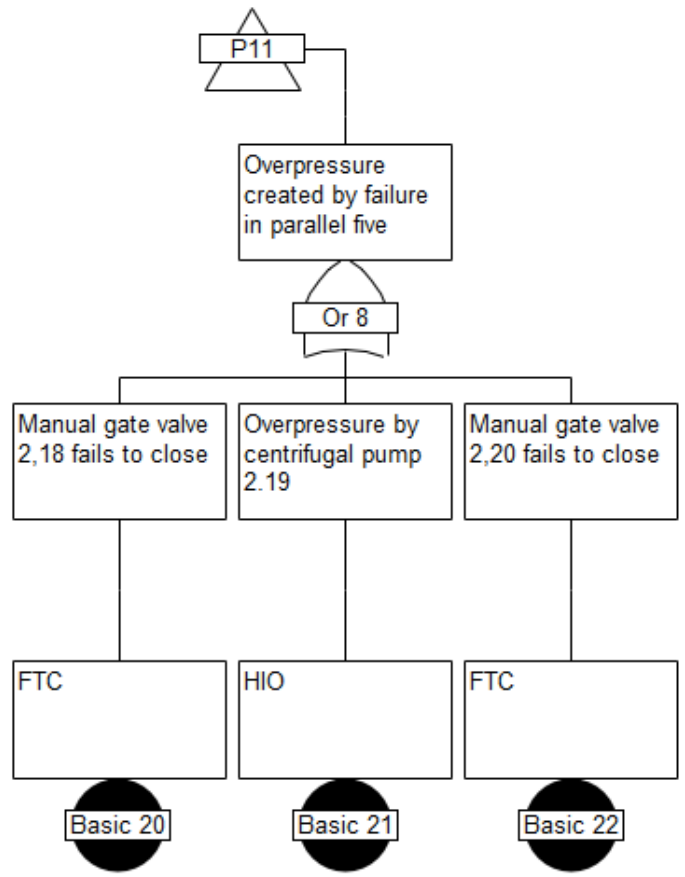 P11
Overpressure
created by failure
in parallel five
Or 8
Manual gate valve
2,18 fails to close
Overpressure by
centrifugal pump
2.19
Manual gate valve
2,20 fails to close
FTC
HIO
FTC
Basic 20
Basic 21
Basic 22